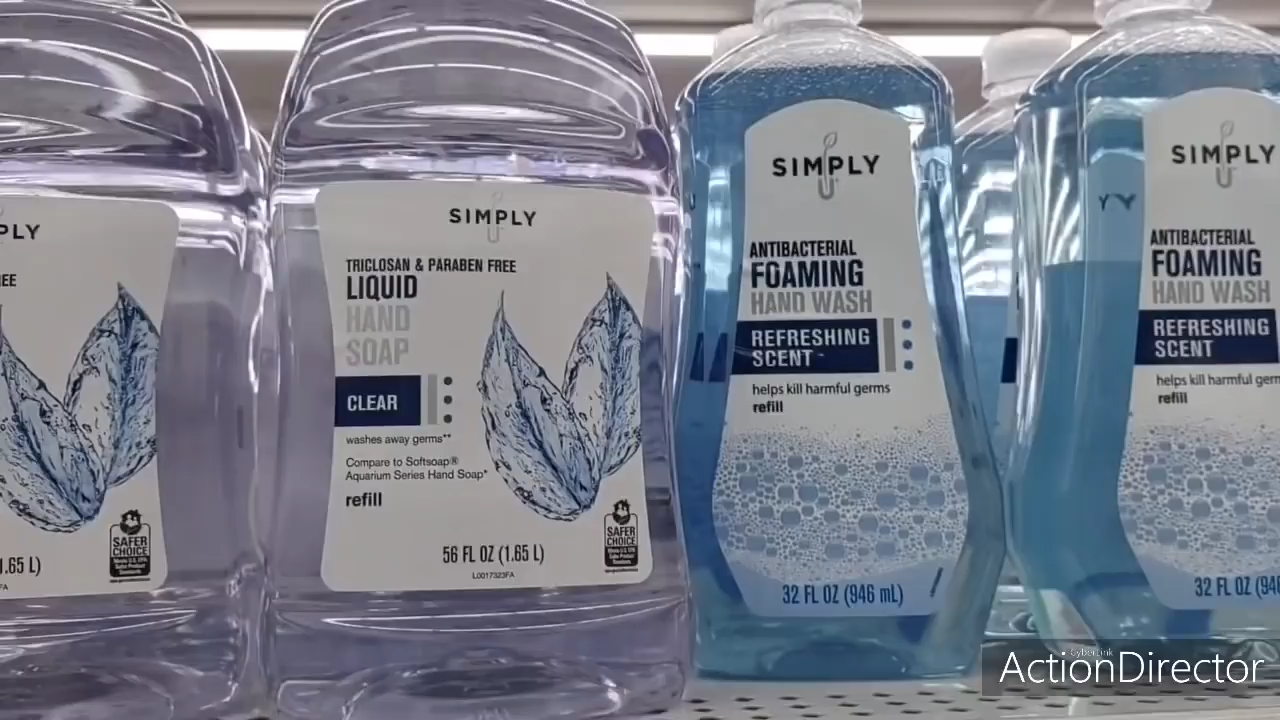 PLY
EE
1.65 L)
FA
SIMPLY
U
TRICLOSAN & PARABEN FREE
LIQUID
HAND
SOAP
CLEAR
washes away germs**
Compare to Softsoap®
Aquarium Series Hand Soap*
refill
56 FL OZ (1.65 L)
L0017323FA
SAFER
CHOICE
SAFER
CHOICE
SIMPLY
U
ANTIBACTERIAL
FOAMING
HAND WASH
REFRESHING
SCENT
helps kill harmful germs
refill
32 FL OZ (946 mL)
SIMPLY
U
ANTIBACTERIAL
FOAMING
HAND WASH
REFRESHING
SCENT
helps kill harmful germ
refill
32 FL OZ (946
CyberLink
ActionDirector